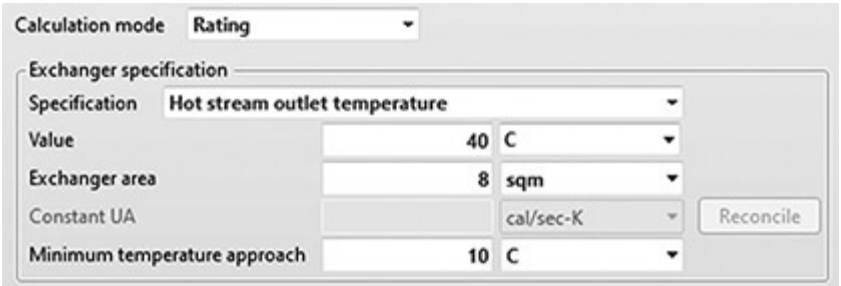 Calculation mode Rating
Exchanger specification
Specification Hot stream outlet temperature
Value 40 C
Exchanger area 8 sqm
Constant UA cal/sec-K Reconcile
Minimum temperature approach 10 C